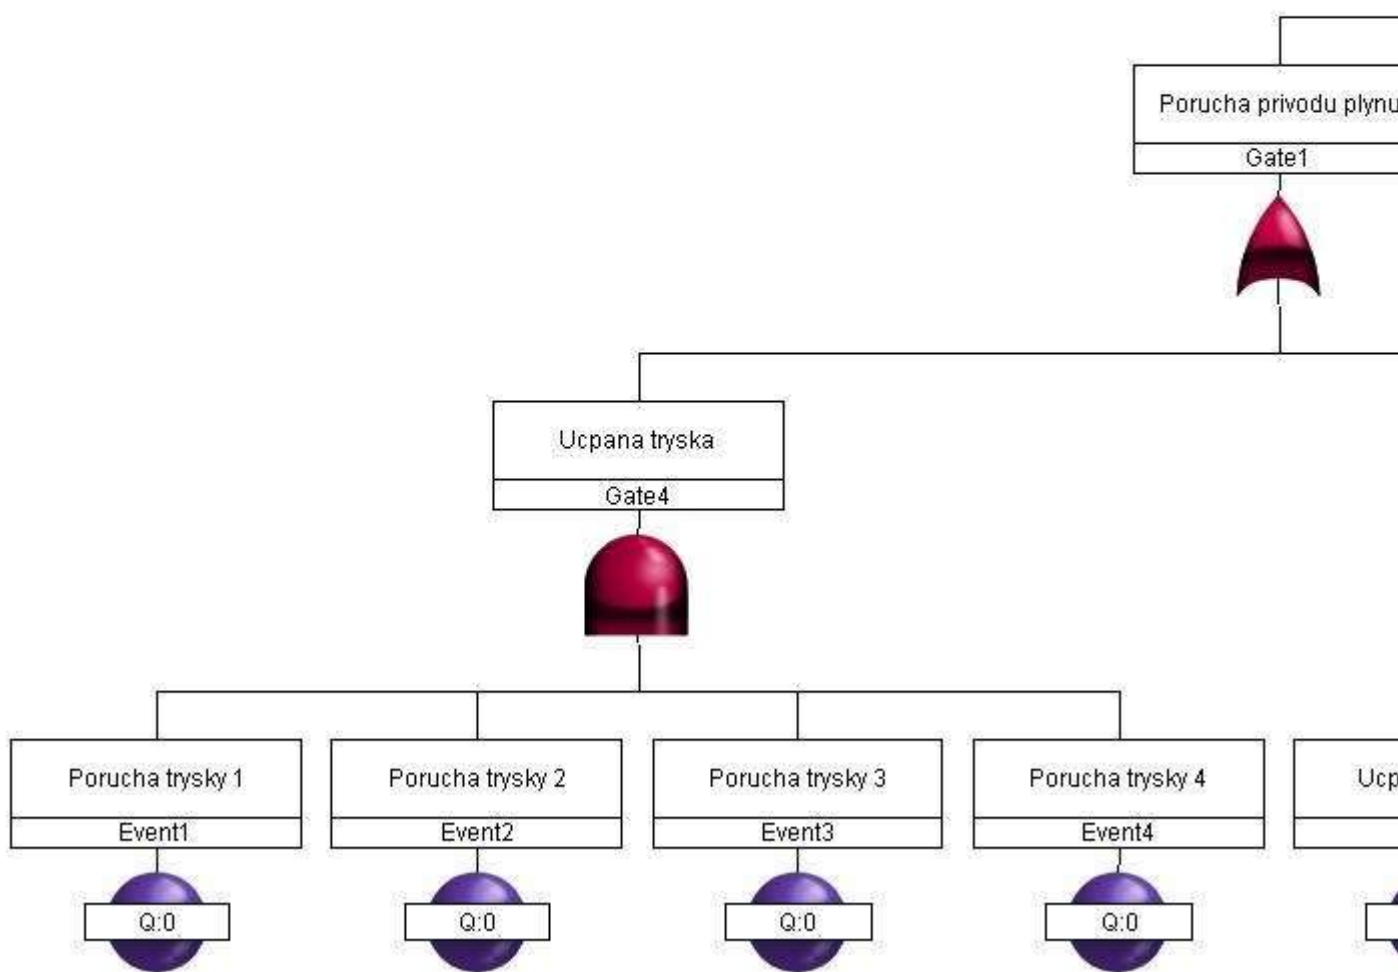 Porucha privodu plynu
Gate1
Ucpana tryska
Gate4
Porucha trysky 1
Porucha trysky 2
Porucha trysky 3
Porucha trysky 4
Event1
Event2
Event3
Event4
Q:0
Q:0
Q:0
Q:0